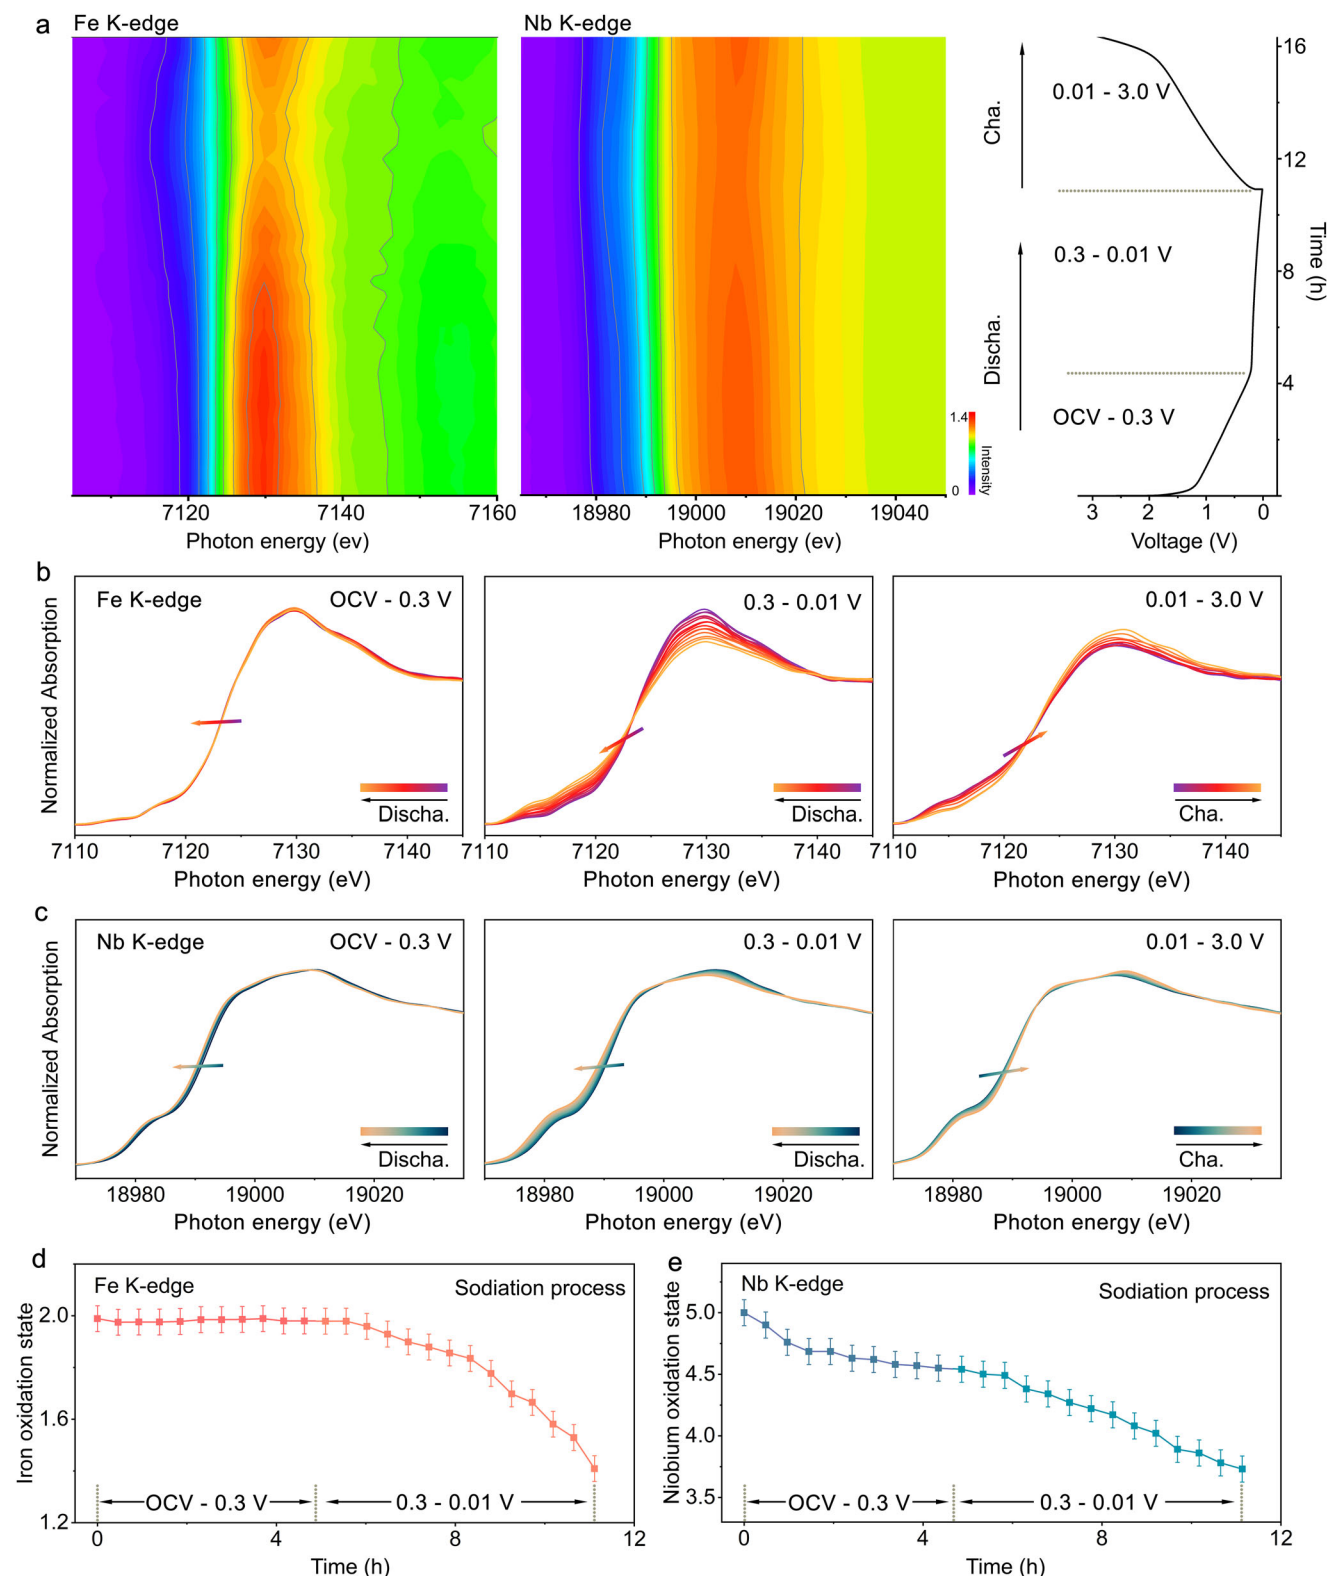 a
Fe K-edge
Nb K-edge
7120
7140
7160
Photon energy (ev)
18980
19000
19020
19040
Photon energy (ev)
1.4
0
Intensity
Cha.
Discha.
0.01 - 3.0 V
0.3 - 0.01 V
OCV - 0.3 V
16
12
8
4
Time (h)
3
2
1
0
Voltage (V)
b
Normalized Absorption
Fe K-edge
OCV - 0.3 V
Discha.
7110
7120
7130
7140
Photon energy (eV)
0.3 - 0.01 V
Discha.
7110
7120
7130
7140
Photon energy (eV)
0.01 - 3.0 V
Cha.
7110
7120
7130
7140
Photon energy (eV)
c
Normalized Absorption
Nb K-edge
OCV - 0.3 V
Discha.
18980
19000
19020
Photon energy (eV)
0.3 - 0.01 V
Discha.
18980
19000
19020
Photon energy (eV)
0.01 - 3.0 V
Cha.
18980
19000
19020
Photon energy (eV)
d
Fe K-edge
Sodiation process
Iron oxidation state
2.0
1.6
1.2
OCV - 0.3 V
0.3 - 0.01 V
0
4
8
12
Time (h)
e
Nb K-edge
Sodiation process
Niobium oxidation state
5.0
4.5
4.0
3.5
OCV - 0.3 V
0.3 - 0.01 V
0
4
8
12
Time (h)